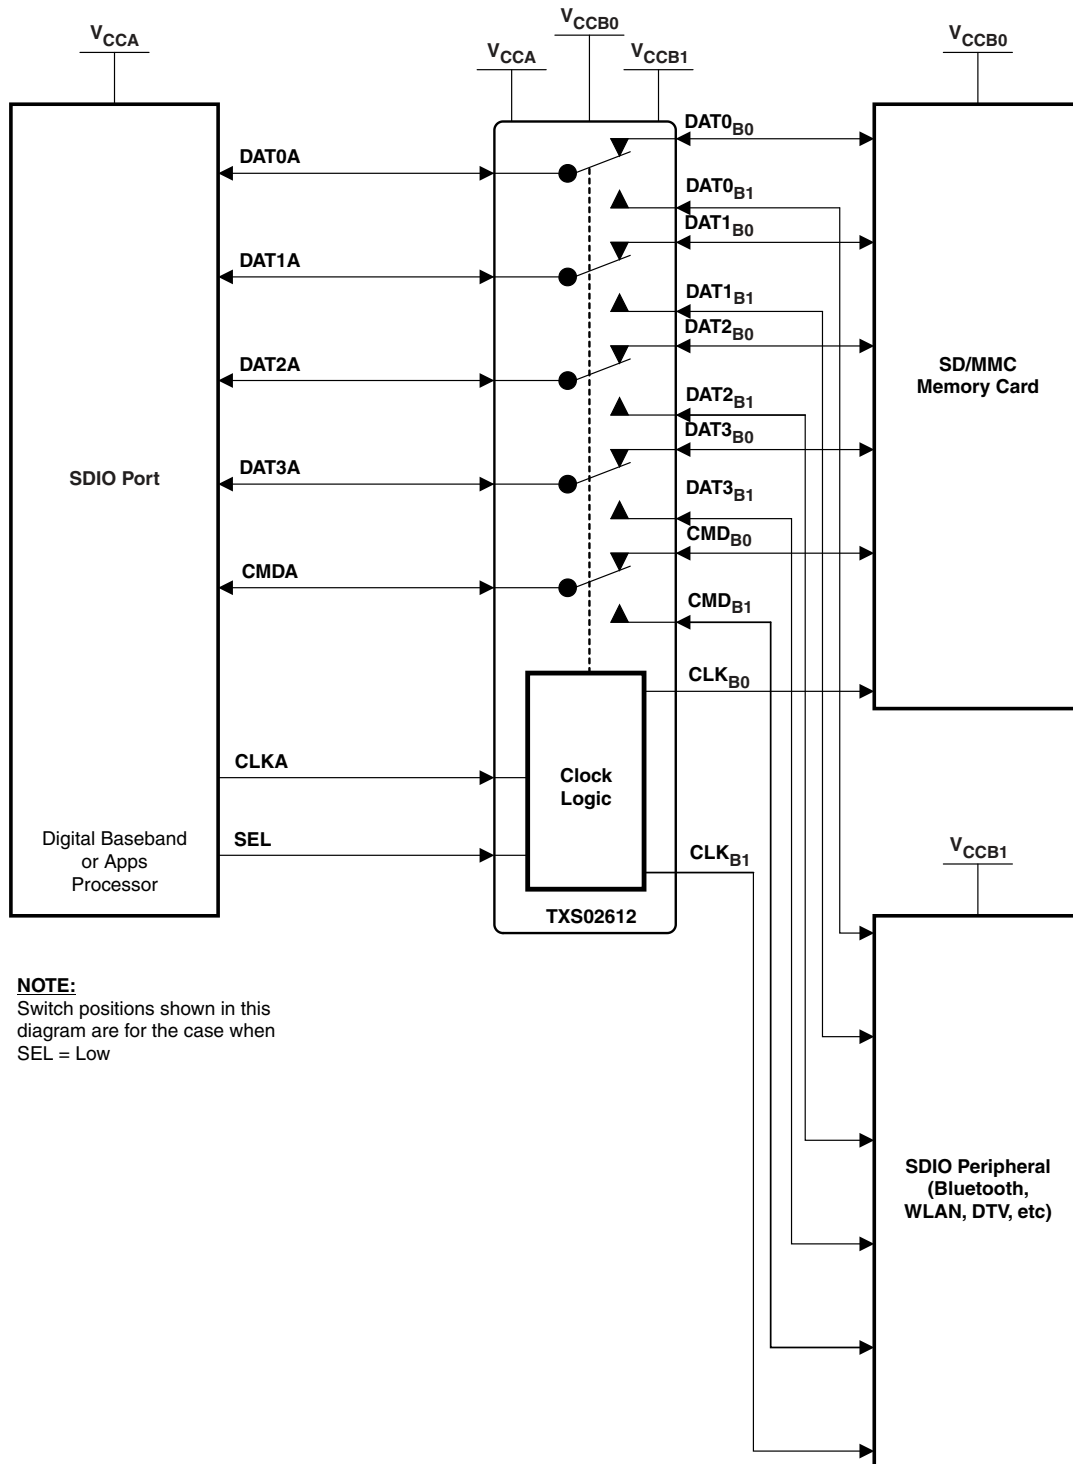 VCCA
VCCB0
VCCA
VCCB1
VCCB0
DAT0A
DAT1A
DAT2A
DAT3A
CMDA
CLKA
SEL
SDIO Port
Digital Baseband
or Apps
Processor
DAT0B0
DAT0B1
DAT1B0
DAT1B1
DAT2B0
DAT2B1
DAT3B0
DAT3B1
CMDB0
CMDB1
CLKB0
CLKB1
Clock
Logic
TXS02612
SD/MMC
Memory Card
VCCB1
SDIO Peripheral
(Bluetooth,
WLAN, DTV, etc)
NOTE:
Switch positions shown in this
diagram are for the case when
SEL = Low